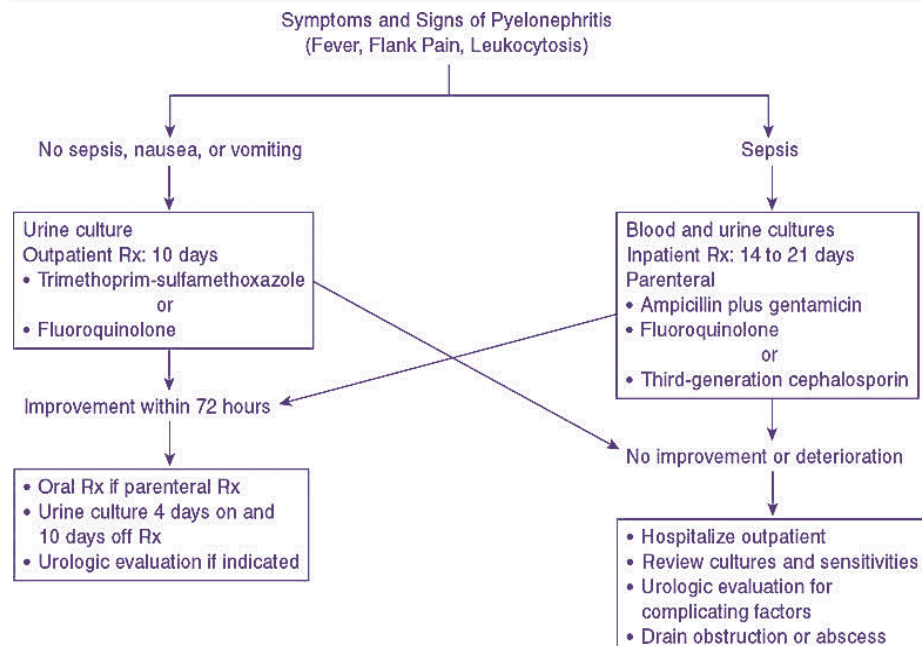 Symptoms and Signs of Pyelonephritis
(Fever, Flank Pain, Leukocytosis)
No sepsis, nausea, or vomiting
Sepsis
Urine culture
Outpatient Rx: 10 days
• Trimethoprim-sulfamethoxazole
or
• Fluoroquinolone
Blood and urine cultures
Inpatient Rx: 14 to 21 days
Parenteral
• Ampicillin plus gentamicin
• Fluoroquinolone
or
• Third-generation cephalosporin
Improvement within 72 hours
No improvement or deterioration
• Oral Rx if parenteral Rx
• Urine culture 4 days on and
10 days off Rx
• Urologic evaluation if indicated
• Hospitalize outpatient
• Review cultures and sensitivities
• Urologic evaluation for
complicating factors
• Drain obstruction or abscess